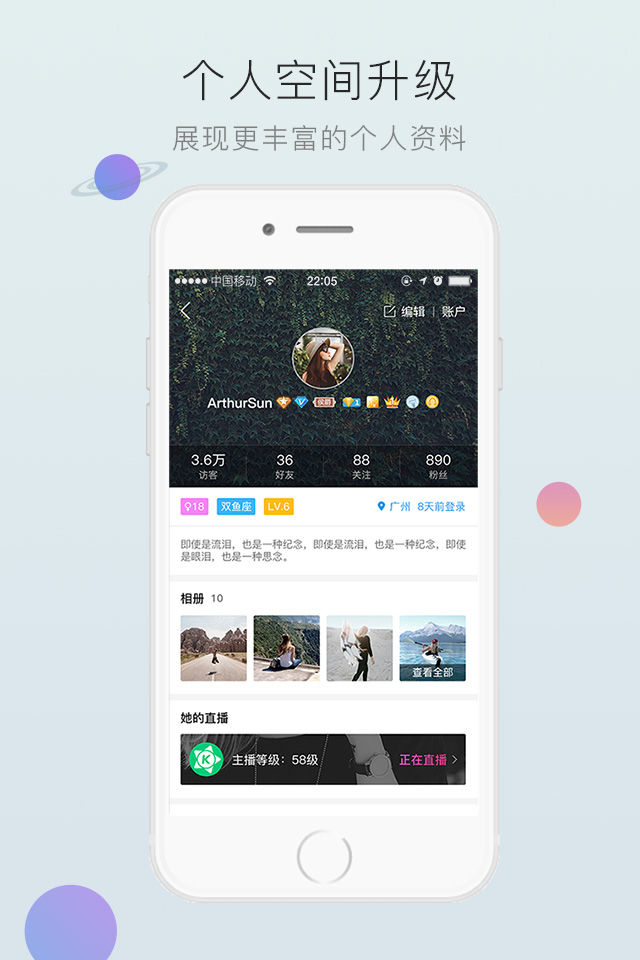 个人空间升级
展现更丰富的个人资料
中国移动 22:05
编辑 | 账户
ArthurSun V 侯爵 1
3.6万 36 88 890
访客 好友 关注 粉丝
♀18 双鱼座 LV.6 广州 8天前登录
即使是流泪，也是一种纪念，即使是流泪，也是一种纪念，即使
是眼泪，也是一种思念。
相册 10
查看全部
她的直播
K 主播等级：58级 正在直播